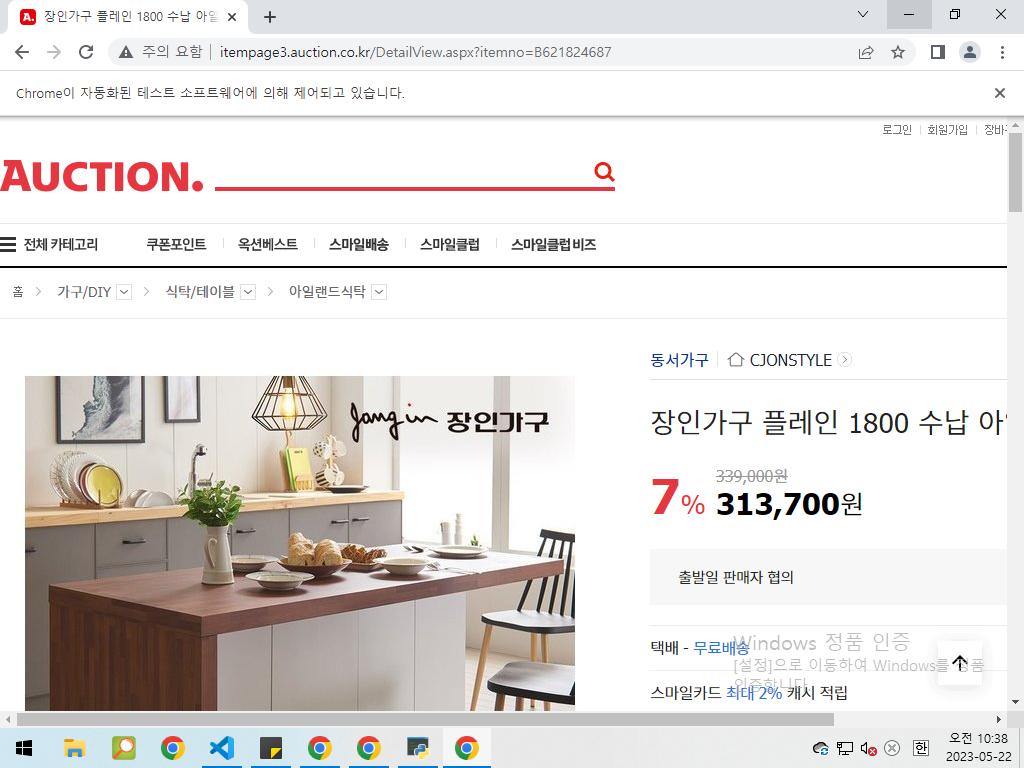 장인가구 플레인 1800 수납 아일
주의 요함
itempage3.auction.co.kr/DetailView.aspx?itemno=B621824687
Chrome이 자동화된 테스트 소프트웨어에 의해 제어되고 있습니다.
로그인 회원가입 장바
AUCTION.
전체 카테고리 쿠폰포인트 옥션베스트 스마일배송 스마일클럽 스마일클럽 비즈
홈 가구/DIY 식탁/테이블 아일랜드식탁
동서가구 CJONSTYLE
Jang in 장인가구
장인가구 플레인 1800 수납 아
339,000원
7% 313,700원
출발일 판매자 협의
택배 - 무료배송
Windows 정품 인증
[설정]으로 이동하여 Windows를 정품
인증합니다.
스마일카드 최대 2% 캐시 적립
한
오전 10:38
2023-05-22